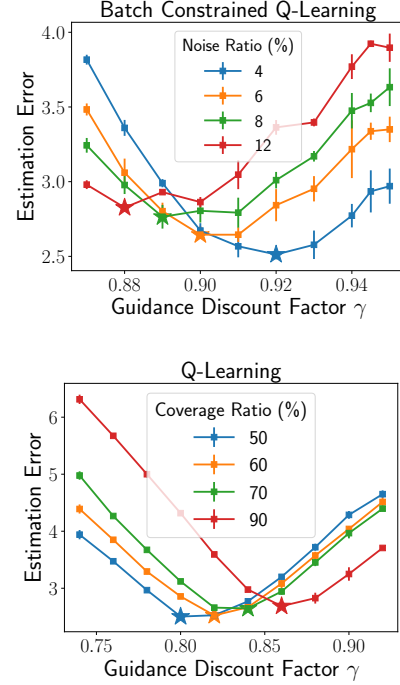 Batch Constrained Q-Learning
4.0
3.5
3.0
2.5
Estimation Error
Noise Ratio (%)
4
6
8
12
0.88 0.90 0.92 0.94
Guidance Discount Factor γ
Q-Learning
6
5
4
3
Estimation Error
Coverage Ratio (%)
50
60
70
90
0.75 0.80 0.85 0.90
Guidance Discount Factor γ